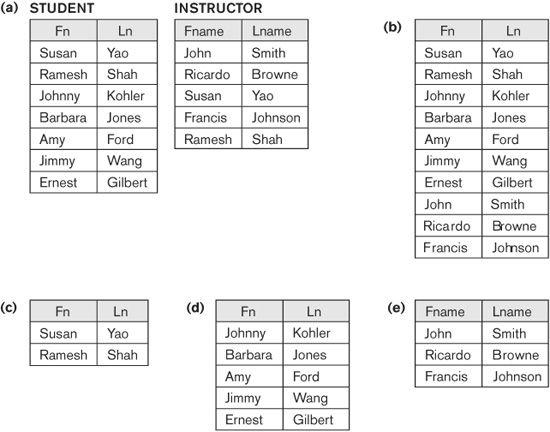 (a) STUDENT
Fn Ln
Susan Yao
Ramesh Shah
Johnny Kohler
Barbara Jones
Amy Ford
Jimmy Wang
Ernest Gilbert
INSTRUCTOR
Fname Lname
John Smith
Ricardo Browne
Susan Yao
Francis Johnson
Ramesh Shah
(b)
Fn Ln
Susan Yao
Ramesh Shah
Johnny Kohler
Barbara Jones
Amy Ford
Jimmy Wang
Ernest Gilbert
John Smith
Ricardo Browne
Francis Johnson
(c)
Fn Ln
Susan Yao
Ramesh Shah
(d)
Fn Ln
Johnny Kohler
Barbara Jones
Amy Ford
Jimmy Wang
Ernest Gilbert
(e)
Fname Lname
John Smith
Ricardo Browne
Francis Johnson